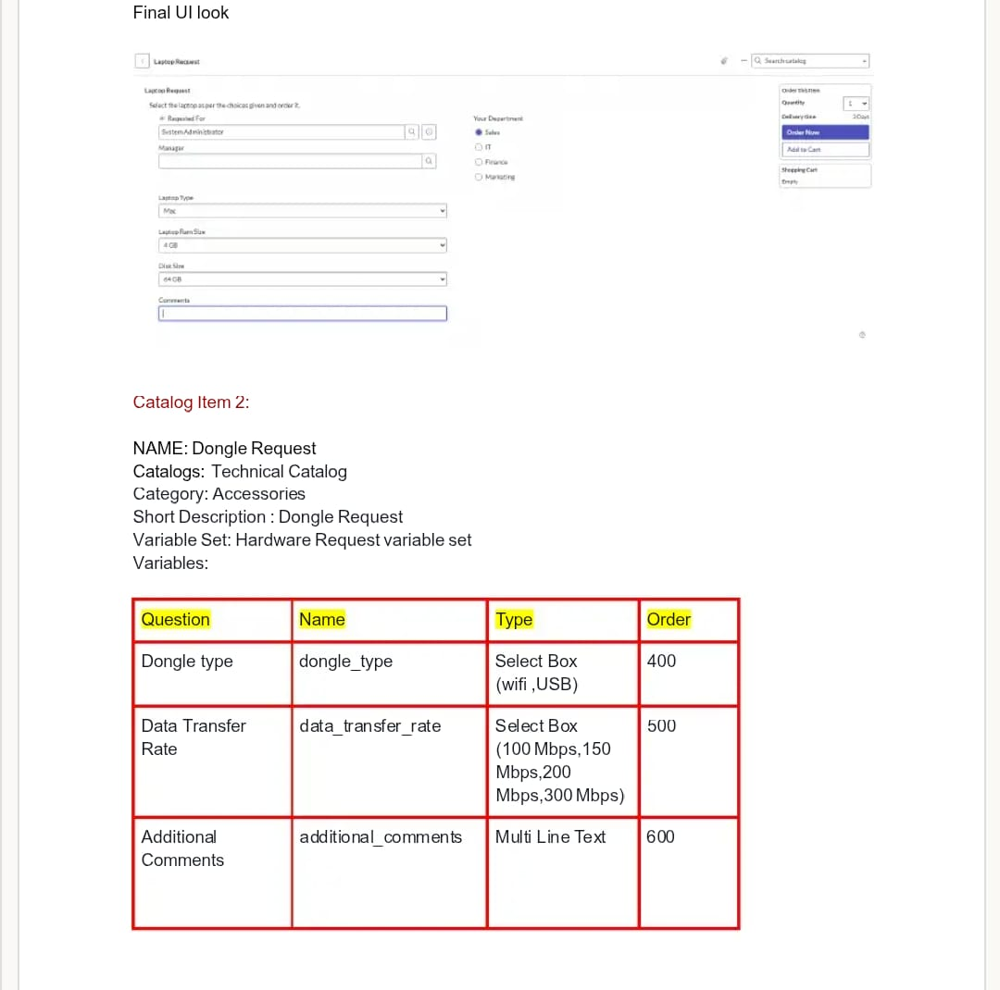 Final UI look
Laptop Request
Search catalog
Laptop Request
Select the laptop as per the choices given and order it.
Requested For
System Administrator
Manager
Laptop Type
Mac
Laptop Ram Size
4 GB
Disk Size
64 GB
Comments
Your Department
Sales
IT
Finance
Marketing
Order this Item
Quantity 1
Delivery time 2 Days
Order Now
Add to Cart
Shopping Cart
Empty
Catalog Item 2:
NAME: Dongle Request
Catalogs: Technical Catalog
Category: Accessories
Short Description : Dongle Request
Variable Set: Hardware Request variable set
Variables:
Question Name Type Order
Dongle type dongle_type Select Box 400
(wifi ,USB)
Data Transfer data_transfer_rate Select Box 500
Rate (100 Mbps,150
Mbps,200
Mbps,300 Mbps)
Additional additional_comments Multi Line Text 600
Comments